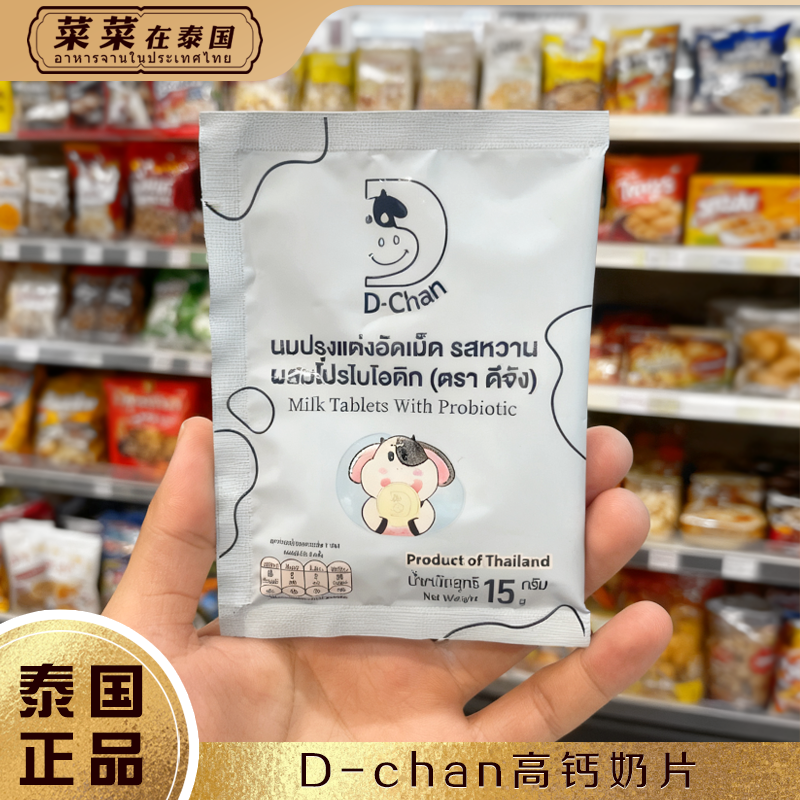 菜菜在泰国
อาหารจานในประเทศไทย
D-Chan
นมปรุงแต่งอัดเม็ด รสหวาน
ผสมโปรไบโอติก (ตรา ดีจัง)
Milk Tablets With Probiotic
Product of Thailand
น้ำหนักสุทธิ 15 กรัม
Net 15 g
泰国
正品
D-chan高钙奶片